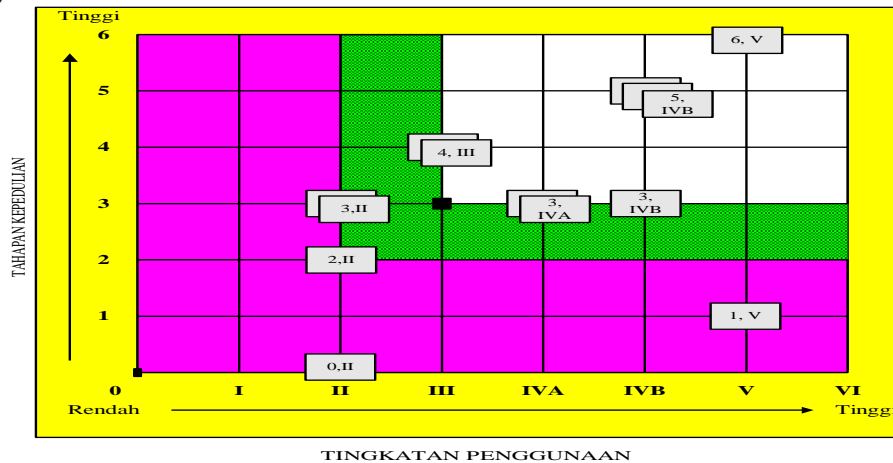 Tinggi
6
6, V
5
5,
IVB
4
4, III
TAHAPAN KEPEDULIAN
3
3,II
3,
IVA
3,
IVB
2
2,II
1
1, V
0,II
0 I II III IVA IVB V VI
Rendah Tinggi
TINGKATAN PENGGUNAAN